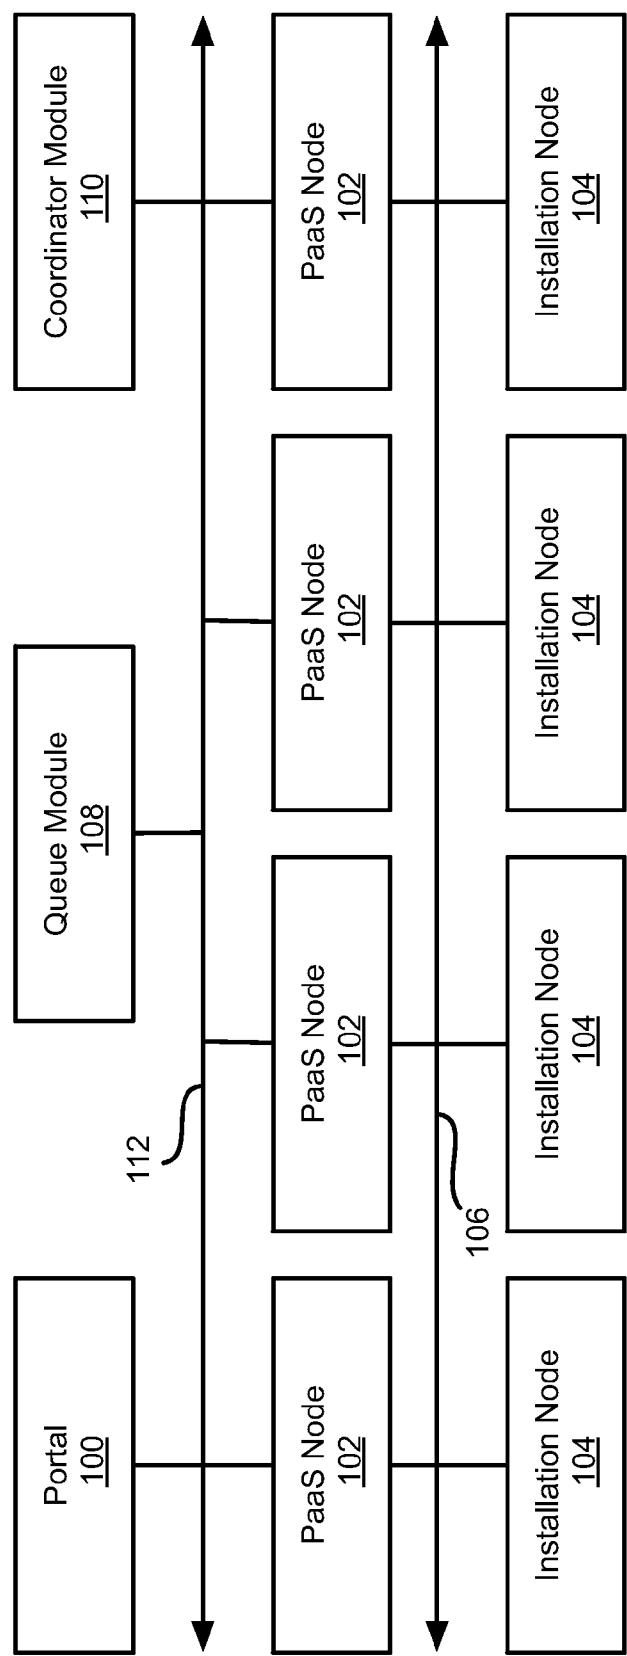 Portal
100
Queue Module
108
Coordinator Module
110
112
PaaS Node
102
PaaS Node
102
PaaS Node
102
PaaS Node
102
106
Installation Node
104
Installation Node
104
Installation Node
104
Installation Node
104